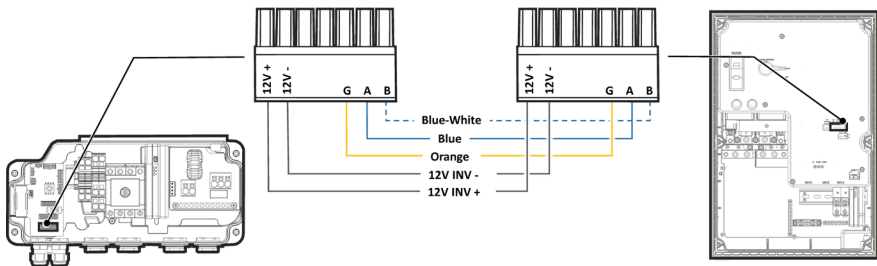 12V +
12V -
G A B
12V +
12V -
G A B
Blue-White
Blue
Orange
12V INV -
12V INV +